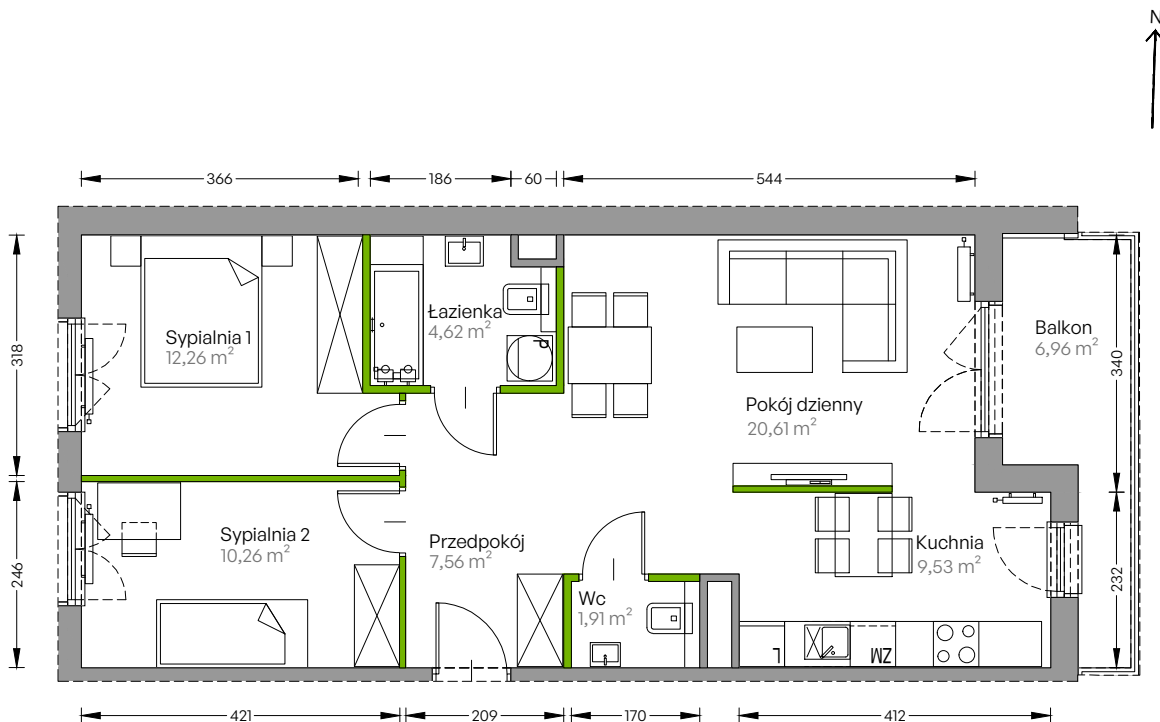 N
366
186
60
544
318
246
340
232
Sypialnia 1
12,26 m²
Łazienka
4,62 m²
P
Balkon
6,96 m²
Pokój dzienny
20,61 m²
Sypialnia 2
10,26 m²
Przedpokój
7,56 m²
Kuchnia
9,53 m²
Wc
1,91 m²
L
ZM
421
209
170
412